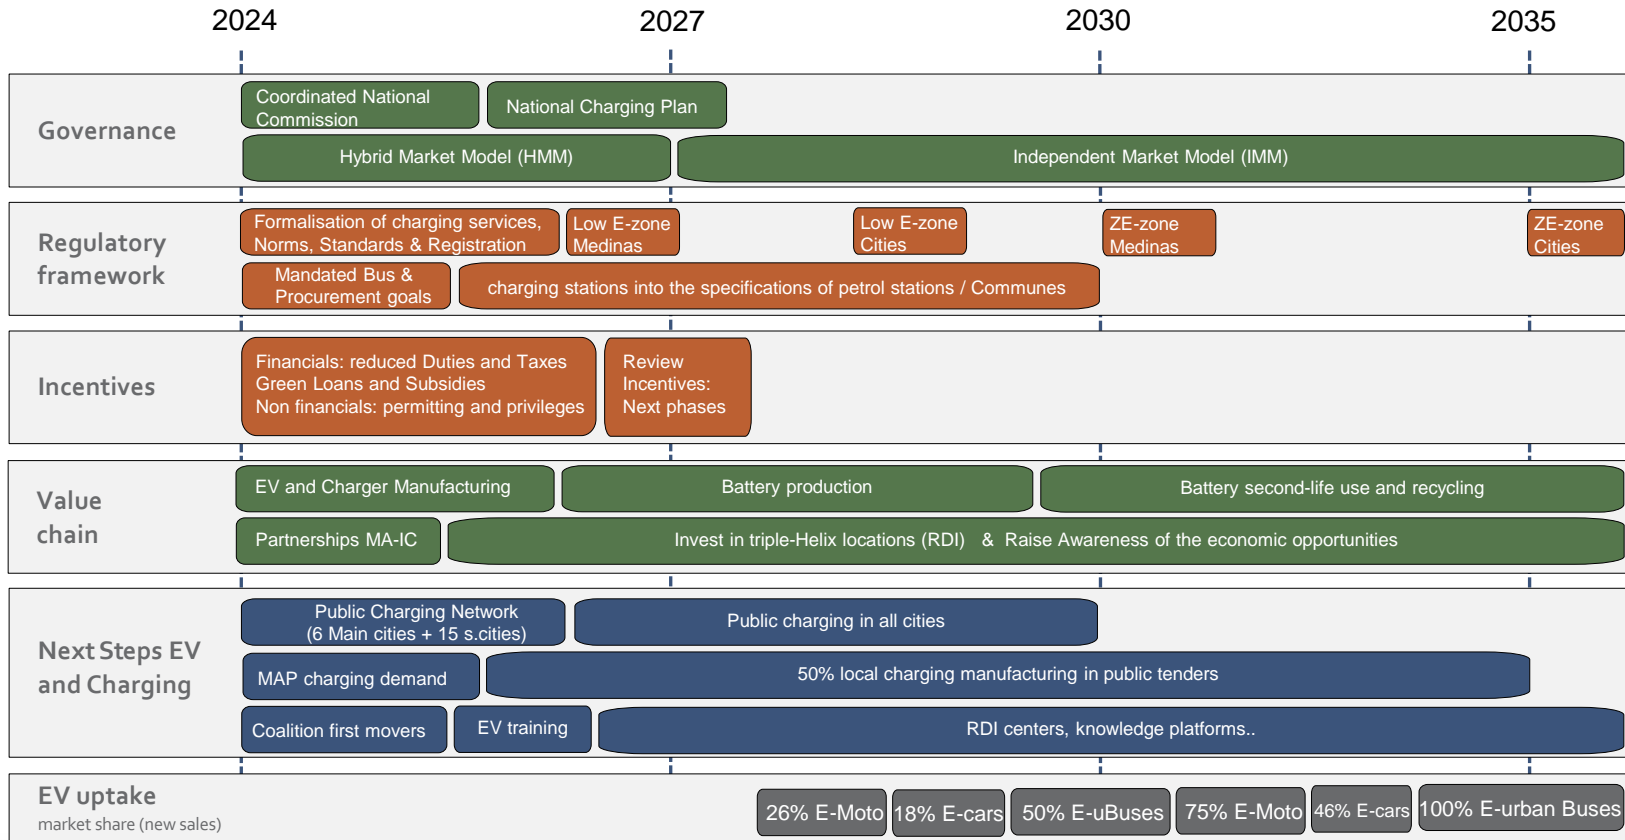 2024 2027 2030 2035
Governance
Coordinated National
Commission
National Charging Plan
Hybrid Market Model (HMM)
Independent Market Model (IMM)
Regulatory
framework
Formalisation of charging services,
Norms, Standards & Registration
Low E-zone
Medinas
Low E-zone
Cities
ZE-zone
Medinas
ZE-zone
Cities
Mandated Bus &
Procurement goals
charging stations into the specifications of petrol stations / Communes
Incentives
Financials: reduced Duties and Taxes
Green Loans and Subsidies
Non financials: permitting and privileges
Review
Incentives:
Next phases
Value
chain
EV and Charger Manufacturing
Battery production
Battery second-life use and recycling
Partnerships MA-IC
Invest in triple-Helix locations (RDI) & Raise Awareness of the economic opportunities
Next Steps EV
and Charging
Public Charging Network
(6 Main cities + 15 s.cities)
Public charging in all cities
MAP charging demand
50% local charging manufacturing in public tenders
Coalition first movers
EV training
RDI centers, knowledge platforms..
EV uptake
market share (new sales)
26% E-Moto
18% E-cars
50% E-uBuses
75% E-Moto
46% E-cars
100% E-urban Buses